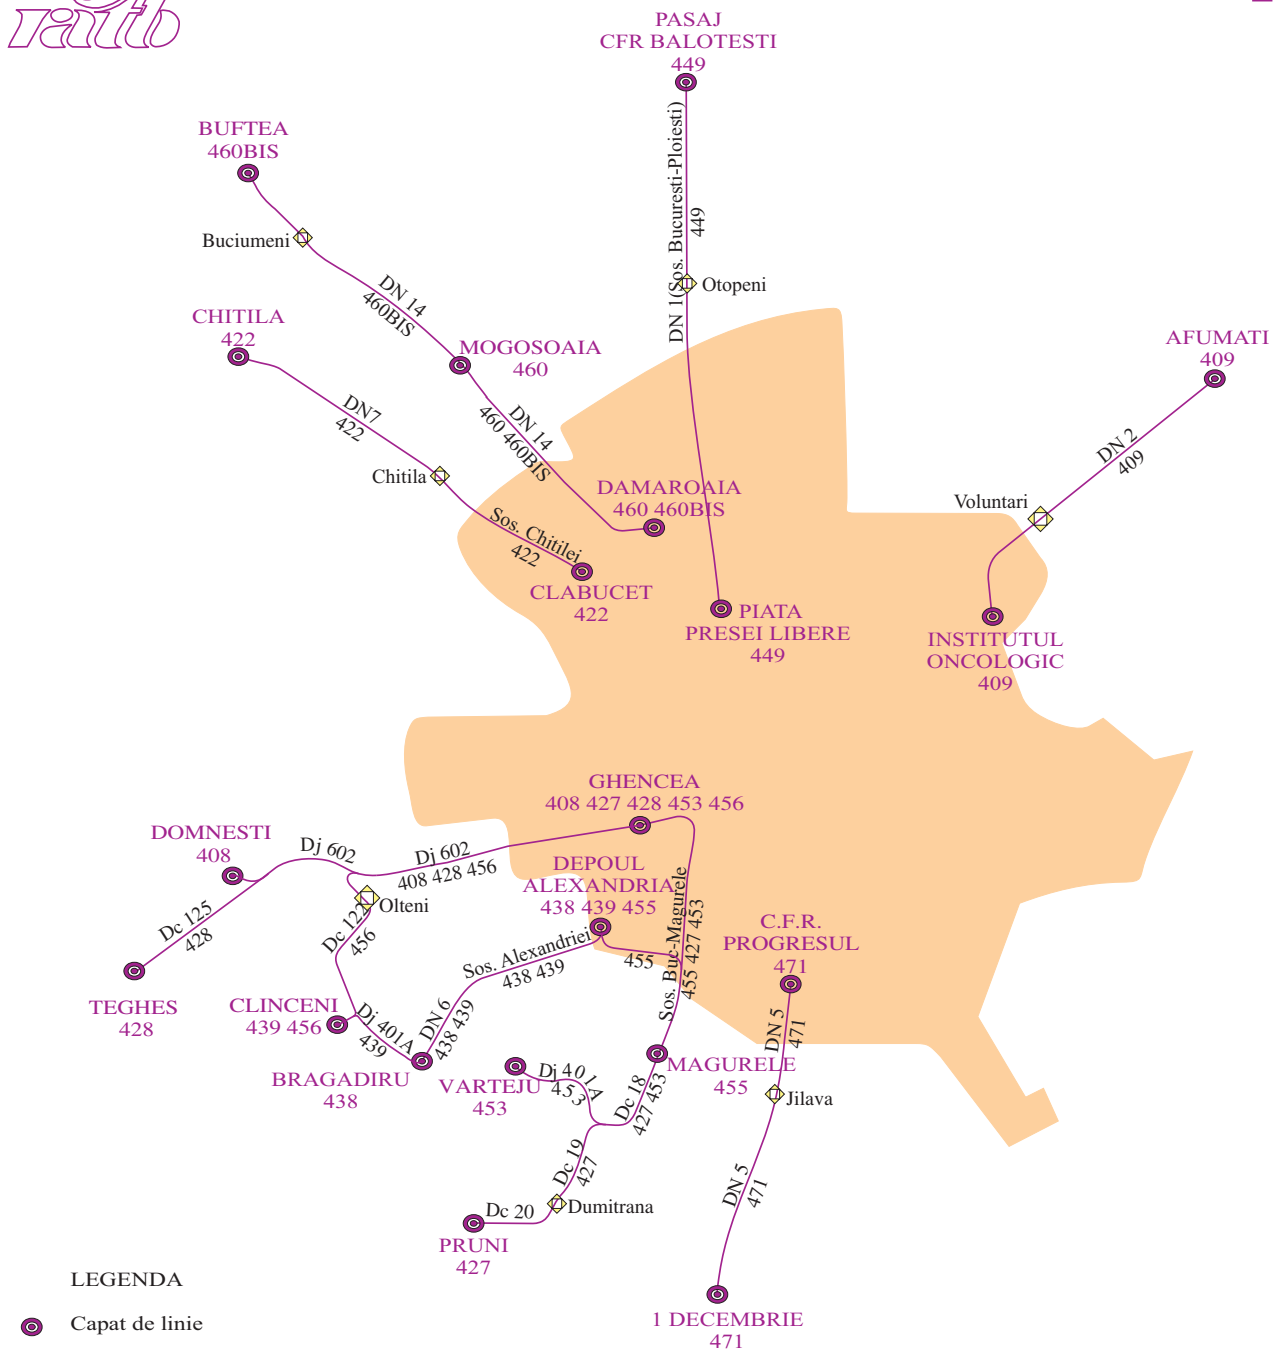 ratb
PASAJ
CFR BALOTESTI
449
BUFTEA
460BIS
DN 1(Sos. Bucuresti-Ploiesti)
449
Buciumeni
Otopeni
DN 14
460BIS
CHITILA
422
MOGOSOAIA
460
AFUMATI
409
DN7
422
DN 14
460 460BIS
DN 2
409
Chitila
DAMAROAIA
460 460BIS
Voluntari
Sos. Chitilei
422
CLABUCET
422
PIATA
PRESEI LIBERE
449
INSTITUTUL
ONCOLOGIC
409
GHENCEA
408 427 428 453 456
DOMNESTI
408
Dj 602
Dj 602
408 428 456
DEPOUL
ALEXANDRIA
438 439 455
Olteni
Dc 125
428
Dc 122
456
Sos. Alexandriei
438 439
455
Sos. Buc-Magurele
455 427 453
C.F.R.
PROGRESUL
471
TEGHES
428
CLINCENI
439 456
Dj 401A
439
DN 6
438 439
DN 5
471
BRAGADIRU
438
VARTEJU
453
Dj 401A
453
Dc 18
427 453
MAGURELE
455
Jilava
Dc 19
427
DN 5
471
Dc 20
Dumitrana
PRUNI
427
LEGENDA
Capat de linie
1 DECEMBRIE
471